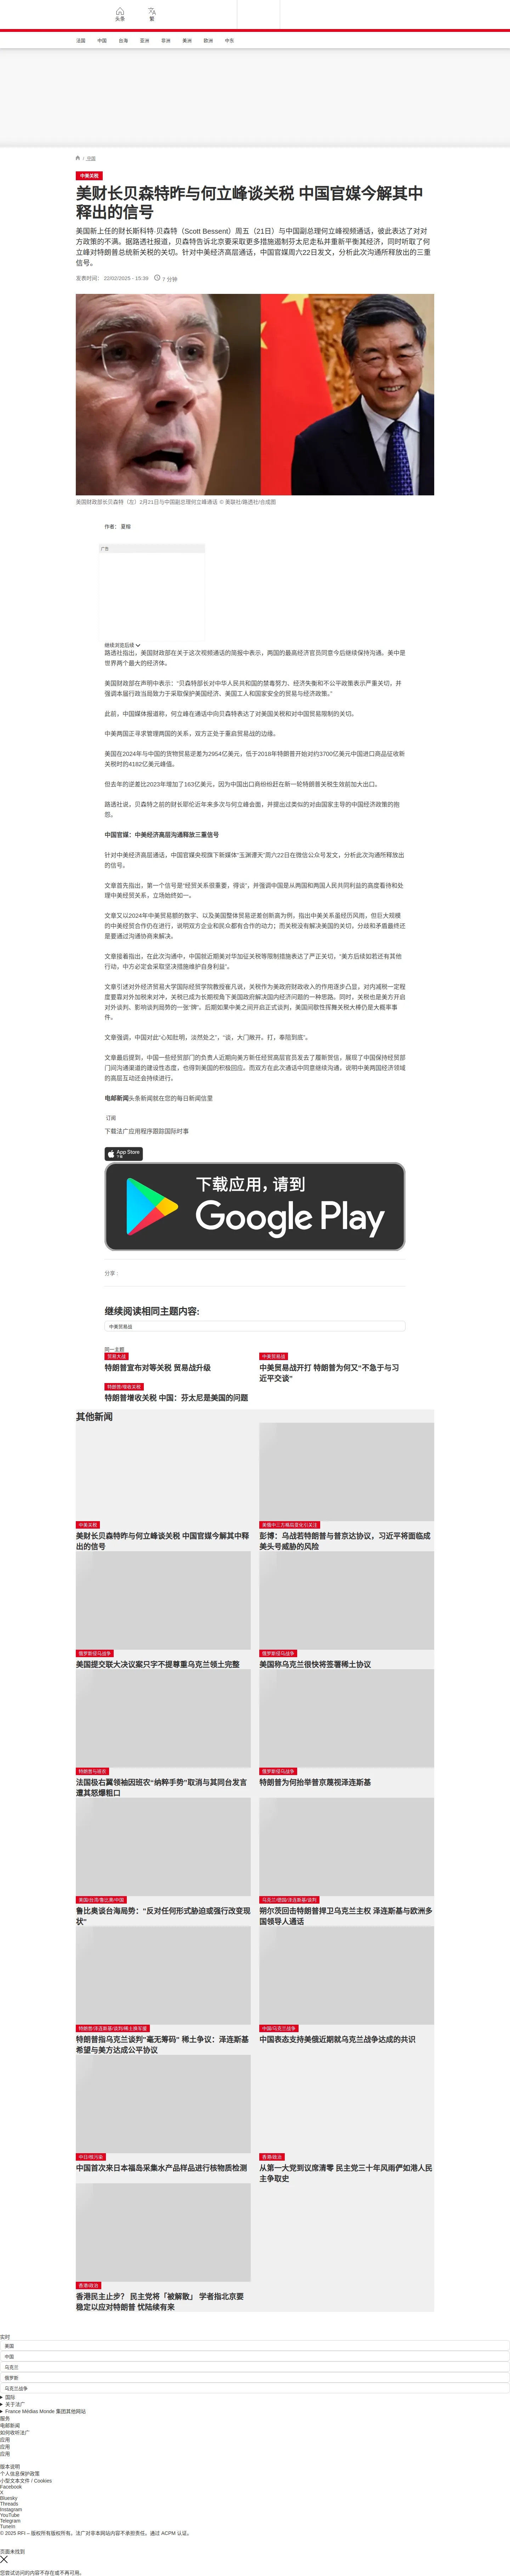 头条
繁
法国
中国
台湾
亚洲
非洲
美洲
欧洲
中东
/ 中国
中美关税
美财长贝森特昨与何立峰谈关税 中国官媒今解其中
释出的信号
美国新上任的财长斯科特·贝森特（Scott Bessent）周五（21日）与中国副总理何立峰视频通话，彼此表达了对对
方政策的不满。据路透社报道，贝森特告诉北京要采取更多措施遏制芬太尼走私并重新平衡其经济，同时听取了何
立峰对特朗普总统新关税的关切。针对中美经济高层通话，中国官媒周六22日发文，分析此次沟通所释放出的三重
信号。
发表时间： 22/02/2025 - 15:39
7 分钟
美国财政部长贝森特（左）2月21日与中国副总理何立峰通话 © 美联社/路透社/合成图
作者： 夏榕
广告
继续浏览后续
路透社指出，美国财政部在关于这次视频通话的简报中表示，两国的最高经济官员同意今后继续保持沟通。美中是
世界两个最大的经济体。
美国财政部在声明中表示：“贝森特部长对中华人民共和国的禁毒努力、经济失衡和不公平政策表示严重关切，并
强调本届行政当局致力于采取保护美国经济、美国工人和国家安全的贸易与经济政策。”
此前，中国媒体报道称，何立峰在通话中向贝森特表达了对美国关税和对中国贸易限制的关切。
中美两国正寻求管理两国的关系，双方正处于重启贸易战的边缘。
美国在2024年与中国的货物贸易逆差为2954亿美元，低于2018年特朗普开始对约3700亿美元中国进口商品征收新
关税时的4182亿美元峰值。
但去年的逆差比2023年增加了163亿美元，因为中国出口商纷纷赶在新一轮特朗普关税生效前加大出口。
路透社说，贝森特之前的财长耶伦近年来多次与何立峰会面，并提出过类似的对由国家主导的中国经济政策的抱
怨。
中国官媒：中美经济高层沟通释放三重信号
针对中美经济高层通话，中国官媒央视旗下新媒体“玉渊谭天”周六22日在微信公众号发文，分析此次沟通所释放出
的信号。
文章首先指出，第一个信号是“经贸关系很重要，得谈”，并强调中国是从两国和两国人民共同利益的高度看待和处
理中美经贸关系，立场始终如一。
文章又以2024年中美贸易额的数字、以及美国整体贸易逆差创新高为例，指出中美关系虽经历风雨，但巨大规模
的中美经贸合作仍在进行，说明双方企业和民众都有合作的动力；而关税没有解决美国的关切，分歧和矛盾最终还
是要通过沟通协商来解决。
文章接着指出，在此次沟通中，中国就近期美对华加征关税等限制措施表达了严正关切，“美方后续如若还有其他
行动，中方必定会采取坚决措施维护自身利益”。
文章引述对外经济贸易大学国际经贸学院教授崔凡说，关税作为美政府财政收入的作用逐步凸显，对内减税一定程
度要靠对外加税来对冲。关税已成为长期视角下美国政府解决国内经济问题的一种思路。同时，关税也是美方开启
对外谈判、影响谈判局势的一张“牌”。后期如果中美之间开启正式谈判，美国间歇性挥舞关税大棒仍是大概率事
件。
文章强调，中国对此“心知肚明，淡然处之”，“谈，大门敞开。打，奉陪到底”。
文章最后提到，中国一些经贸部门的负责人近期向美方新任经贸高层官员发去了履新贺信，展现了中国保持经贸部
门间沟通渠道的建设性态度，也得到美国的积极回应。而双方在此次通话中同意继续沟通，说明中美两国经济领域
的高层互动还会持续进行。
电邮新闻头条新闻就在您的每日新闻信里
订阅
下载法广应用程序跟踪国际时事
App Store
下载
下载应用，请到
Google Play
分享 :
继续阅读相同主题内容:
中美贸易战
同一主题
贸易大战
特朗普宣布对等关税 贸易战升级
中美贸易战
中美贸易战开打 特朗普为何又“不急于与习
近平交谈”
特朗普/增收关税
特朗普增收关税 中国：芬太尼是美国的问题
其他新闻
中美关税
美财长贝森特昨与何立峰谈关税 中国官媒今解其中释
出的信号
美俄中三方峰回变化引关注
彭博：乌战若特朗普与普京达协议，习近平将面临成
美头号威胁的风险
俄罗斯侵乌战争
美国提交联大决议案只字不提尊重乌克兰领土完整
俄罗斯侵乌战争
美国称乌克兰很快将签署稀土协议
特朗普与班农
法国极右翼领袖因班农“纳粹手势”取消与其同台发言
遭其怒爆粗口
俄罗斯侵乌战争
特朗普为何抬举普京蔑视泽连斯基
美国/台湾/鲁比奥/中国
鲁比奥谈台海局势：“反对任何形式胁迫或强行改变现
状”
乌克兰/德国/泽连斯基/谈判
朔尔茨回击特朗普捍卫乌克兰主权 泽连斯基与欧洲多
国领导人通话
特朗普/泽连斯基/谈判/稀土换军援
特朗普指乌克兰谈判“毫无筹码” 稀土争议：泽连斯基
希望与美方达成公平协议
中国/乌克兰战争
中国表态支持美俄近期就乌克兰战争达成的共识
中日/核污染
中国首次来日本福岛采集水产品样品进行核物质检测
香港/政治
从第一大党到议席清零 民主党三十年风雨俨如港人民
主争取史
香港/政治
香港民主止步？ 民主党将「被解散」 学者指北京要
稳定以应对特朗普 忧陆续有来
实时
美国
中国
乌克兰
俄罗斯
乌克兰战争
国际
关于法广
France Médias Monde 集团其他网站
服务
电邮新闻
如何收听法广
应用
应用
应用
版本说明
个人信息保护政策
小型文本文件 / Cookies
Facebook
X
Bluesky
Threads
Instagram
YouTube
Telegram
TuneIn
© 2025 RFI – 版权所有版权所有。法广对非本网站内容不承担责任。通过 ACPM 认证。
页面未找到
您尝试访问的内容不存在或不再可用。